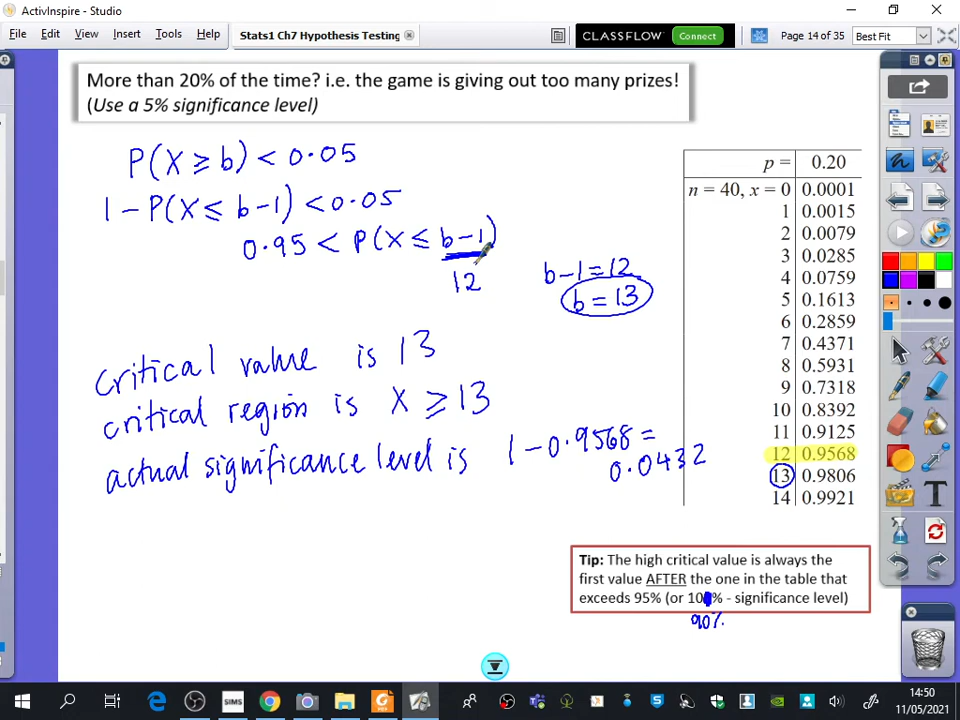 ActivInspire - Studio
File Edit View Insert Tools Help
Stats1 Ch7 Hypothesis Testing
CLASSFLOW Connect
Page 14 of 35
Best Fit
More than 20% of the time? i.e. the game is giving out too many prizes!
(Use a 5% significance level)
P(X ≥ b) < 0.05
1 - P(X ≤ b-1) < 0.05
0.95 < P(X ≤ b-1)
12
b-1 = 12
b = 13
critical value is 13
critical region is X ≥ 13
actual significance level is 1 - 0.9568 =
0.0432
p = 0.20
n = 40, x = 0 0.0001
1 0.0015
2 0.0079
3 0.0285
4 0.0759
5 0.1613
6 0.2859
7 0.4371
8 0.5931
9 0.7318
10 0.8392
11 0.9125
12 0.9568
13 0.9806
14 0.9921
Tip: The high critical value is always the
first value AFTER the one in the table that
exceeds 95% (or 100% - significance level)
90%
T
SIMS
14:50
11/05/2021